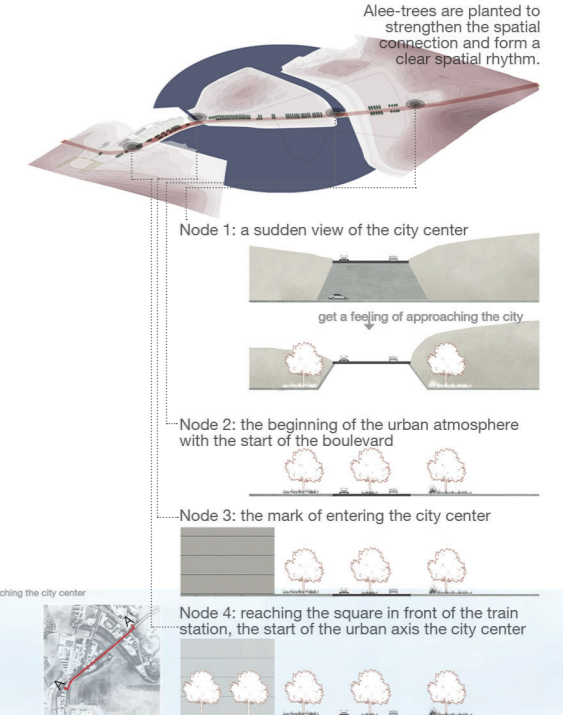 Alee-trees are planted to
strengthen the spatial
connection and form a
clear spatial rhythm.
Node 1: a sudden view of the city center
get a feeling of approaching the city
Node 2: the beginning of the urban atmosphere
with the start of the boulevard
Node 3: the mark of entering the city center
ching the city center
Node 4: reaching the square in front of the train
station, the start of the urban axis the city center
A'
A